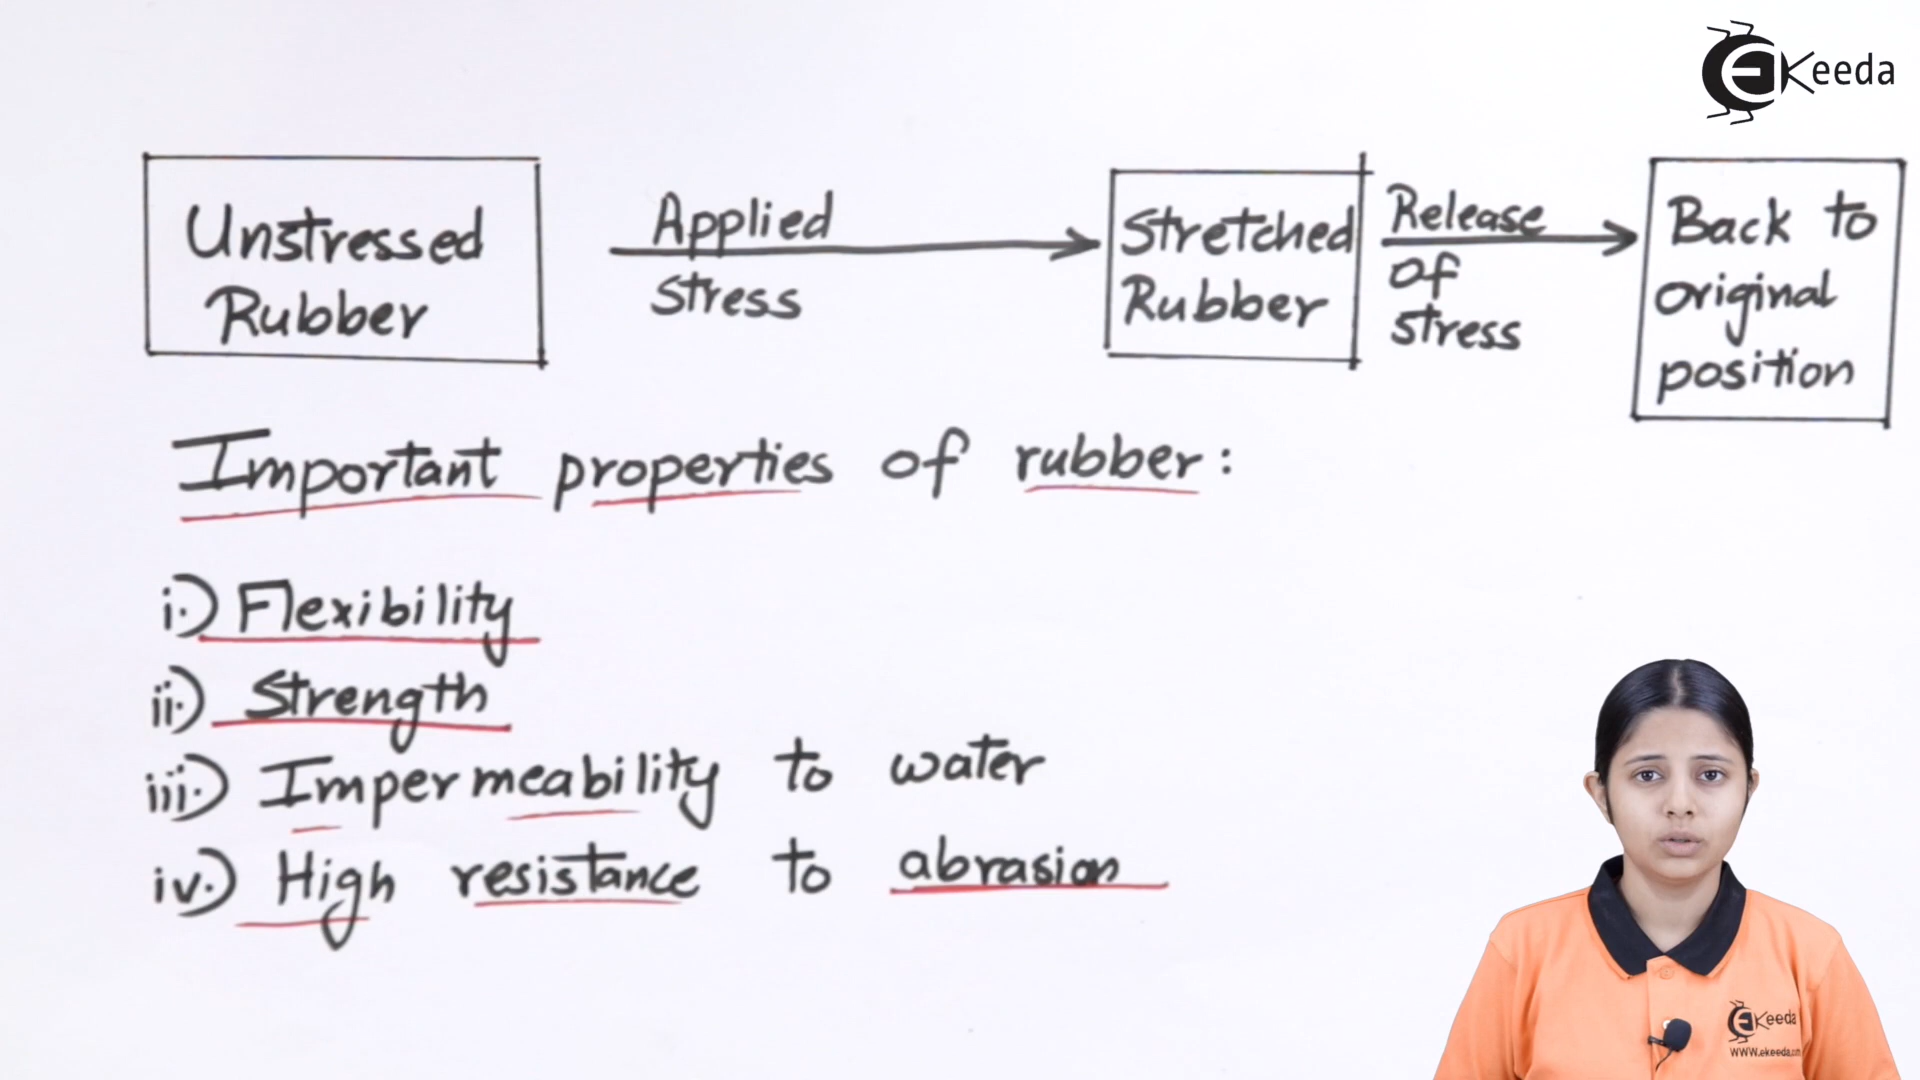 EKeeda
Unstressed
Rubber
Applied
stress
Stretched
Rubber
Release
of
stress
Back to
original
position
Important properties of rubber:
i.) Flexibility
ii.) Strength
iii.) Impermeability to water
iv.) High resistance to abrasion
EKeeda
www.ekeeda.com